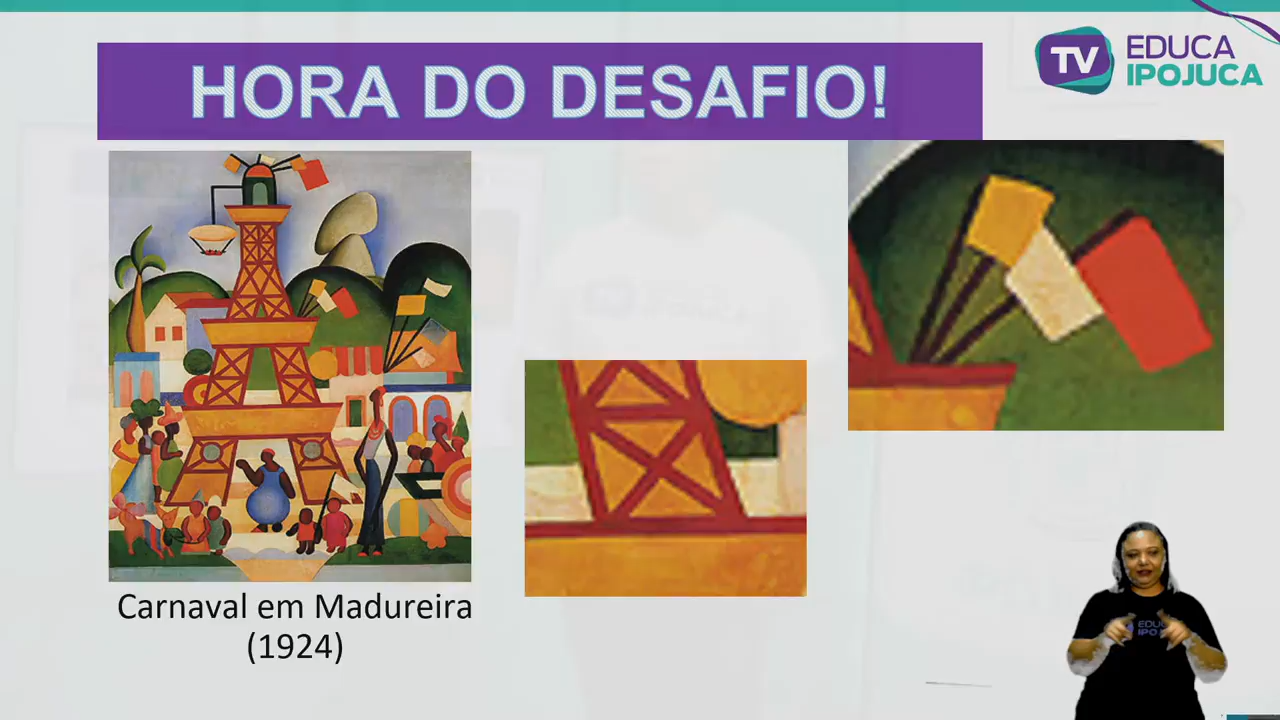 HORA DO DESAFIO!
TV EDUCA
IPOJUCA
Carnaval em Madureira
(1924)